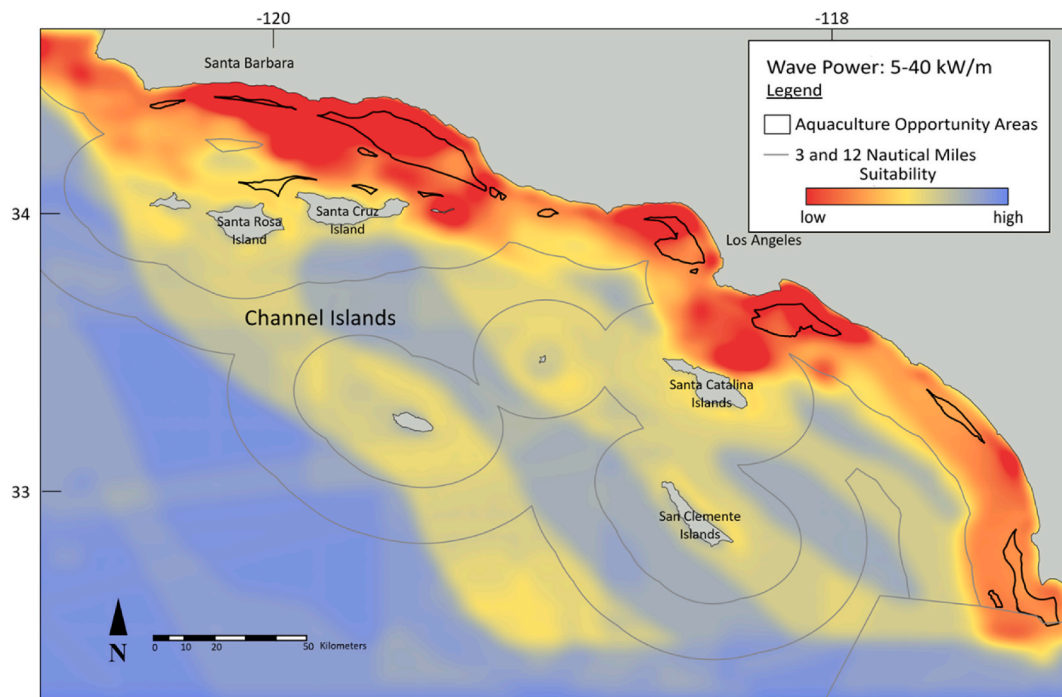 -120
-118
Santa Barbara
Wave Power: 5-40 kW/m
Legend
Aquaculture Opportunity Areas
3 and 12 Nautical Miles
Suitability
low
high
34
Santa Rosa
Island
Santa Cruz
Island
Los Angeles
Channel Islands
Santa Catalina
Islands
33
San Clemente
Islands
N
0 10 20 50 Kilometers